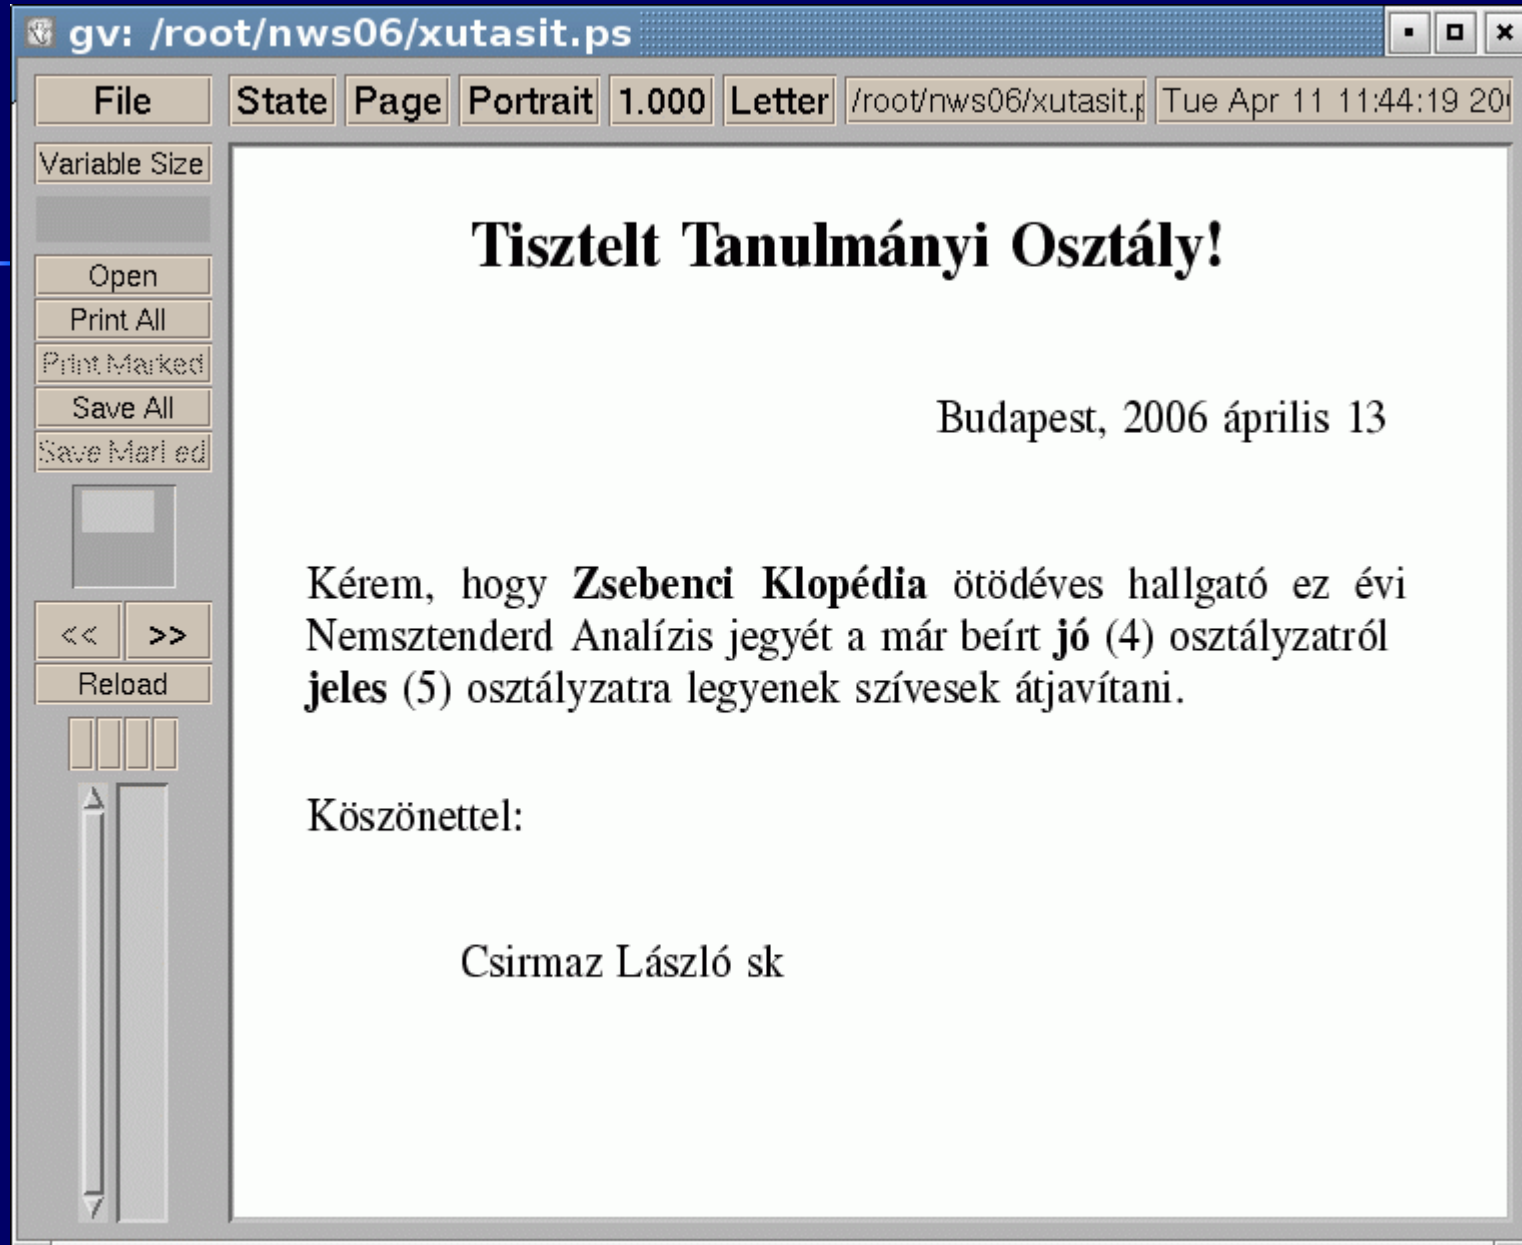 gv: /root/nws06/xutasit.ps
File State Page Portrait 1.000 Letter /root/nws06/xutasit.p Tue Apr 11 11:44:19 20
Variable Size
Open
Print All
Print Marked
Save All
Save Marked
<< >>
Reload
Tisztelt Tanulmányi Osztály!
Budapest, 2006 április 13
Kérem, hogy Zsebenci Klopédia ötödéves hallgató ez évi
Nemsztenderd Analízis jegyét a már beírt jó (4) osztályzatról
jeles (5) osztályzatra legyenek szívesek átjavítani.
Köszönettel:
Csirmaz László sk